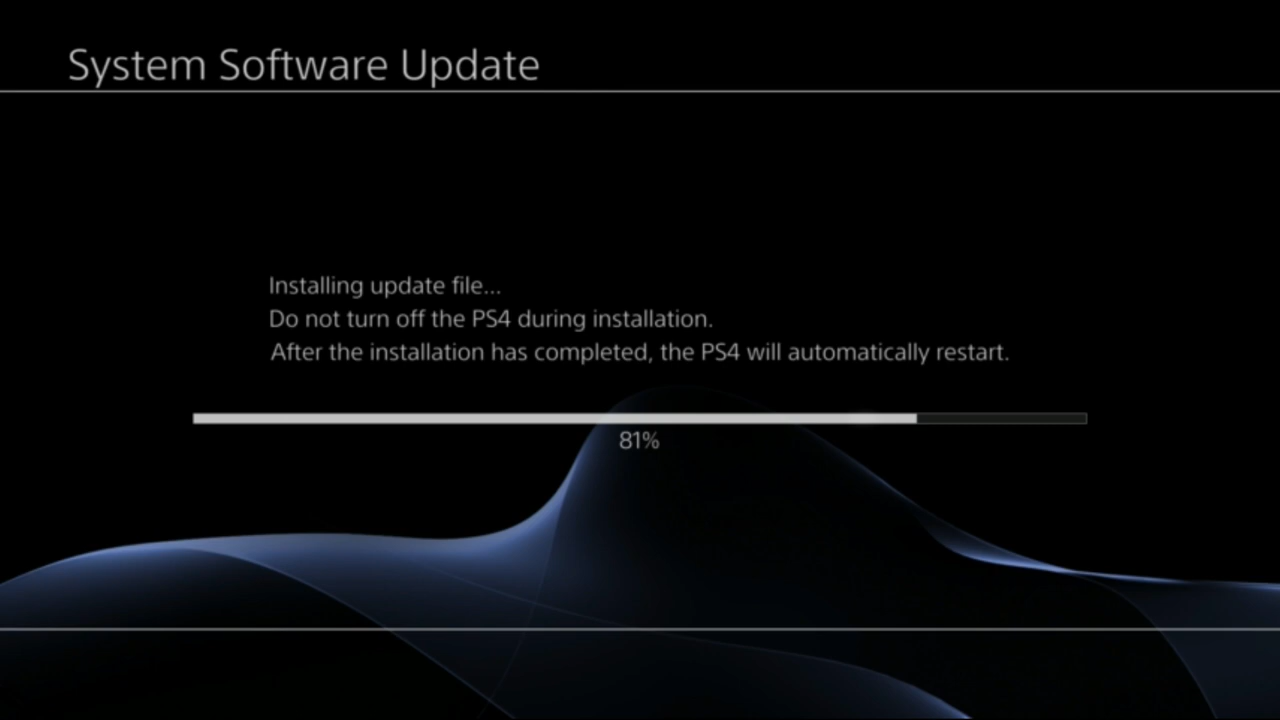 System Software Update
Installing update file...
Do not turn off the PS4 during installation.
After the installation has completed, the PS4 will automatically restart.
81%